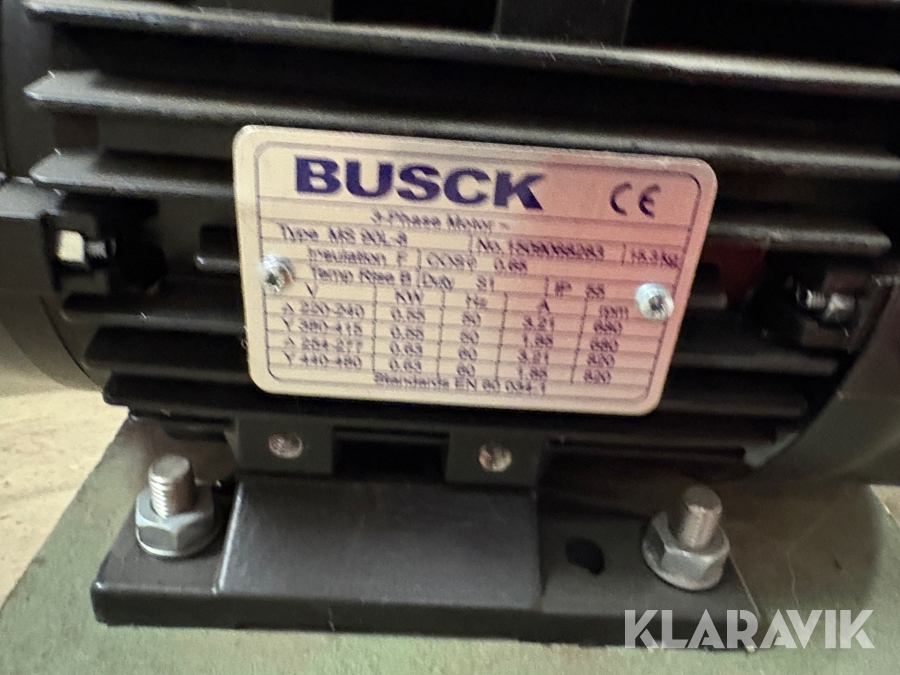 BUSCK CE
3-Phase Motor ~
Type MS 90L-8 No.
Insulation F COSΨ 0.65
Temp Rise B Duty S1 IP 55
V KW Hz A rpm
Δ 220-240 0.55 50 3.21 680
Y 380-415 0.55 50 1.85 680
Δ 254-277 0.63 60 3.21 820
Y 440-480 0.63 60 1.85 820
Standards EN 60 034-1
KLARAVIK